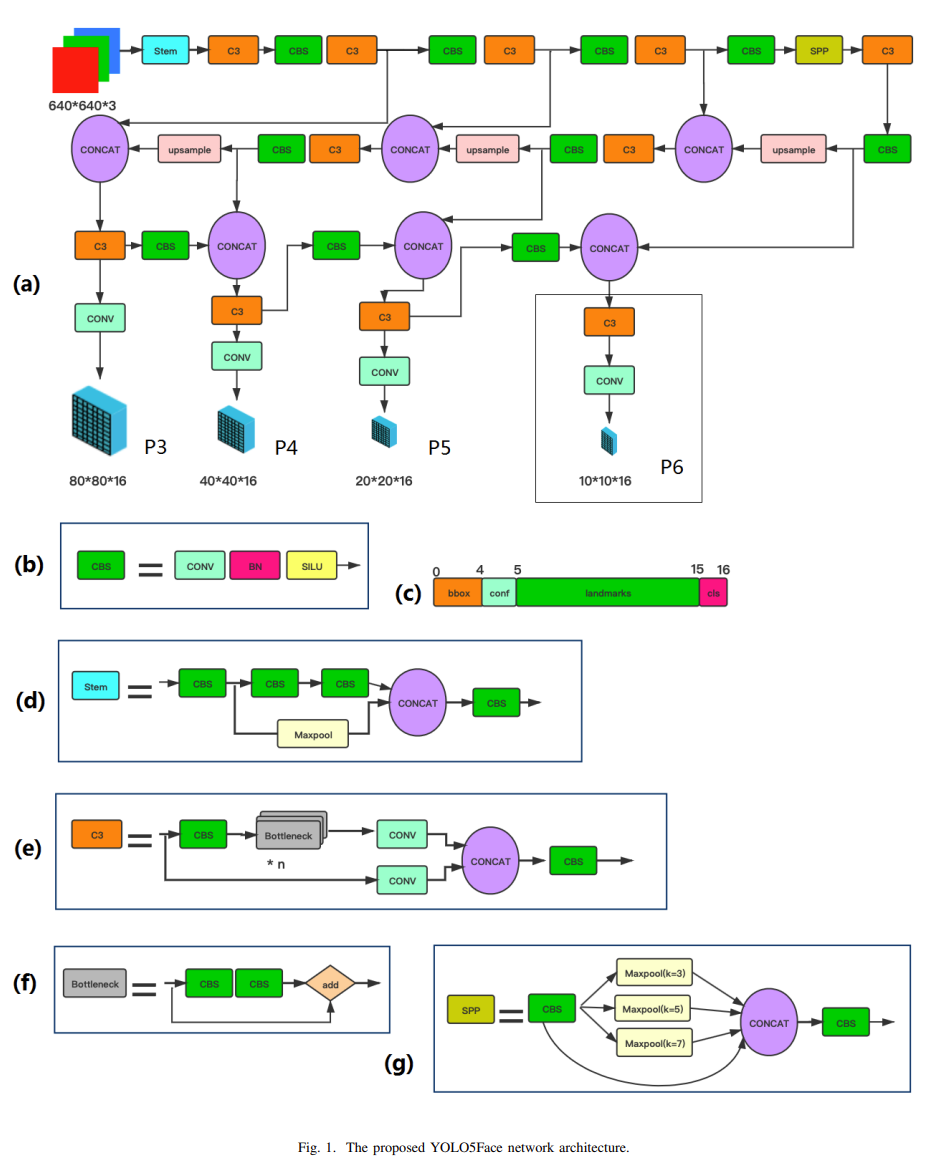 Stem C3 CBS C3 CBS C3 CBS C3 CBS SPP C3
640*640*3
CONCAT upsample CBS C3 CONCAT upsample CBS C3 CONCAT upsample CBS
C3 CBS CONCAT CBS CONCAT CBS CONCAT
(a)
CONV C3 C3 C3
CONV CONV CONV
P3 P4 P5 P6
80*80*16 40*40*16 20*20*16 10*10*16
(b) CBS = CONV BN SILU
0 4 5 15 16
(c) bbox conf landmarks cls
(d) Stem = CBS CBS CBS CONCAT CBS
Maxpool
(e) C3 = CBS Bottleneck CONV CONCAT CBS
* n
CONV
(f) Bottleneck = CBS CBS add
(g) SPP = CBS Maxpool(k=3) CONCAT CBS
Maxpool(k=5)
Maxpool(k=7)
Fig. 1. The proposed YOLO5Face network architecture.